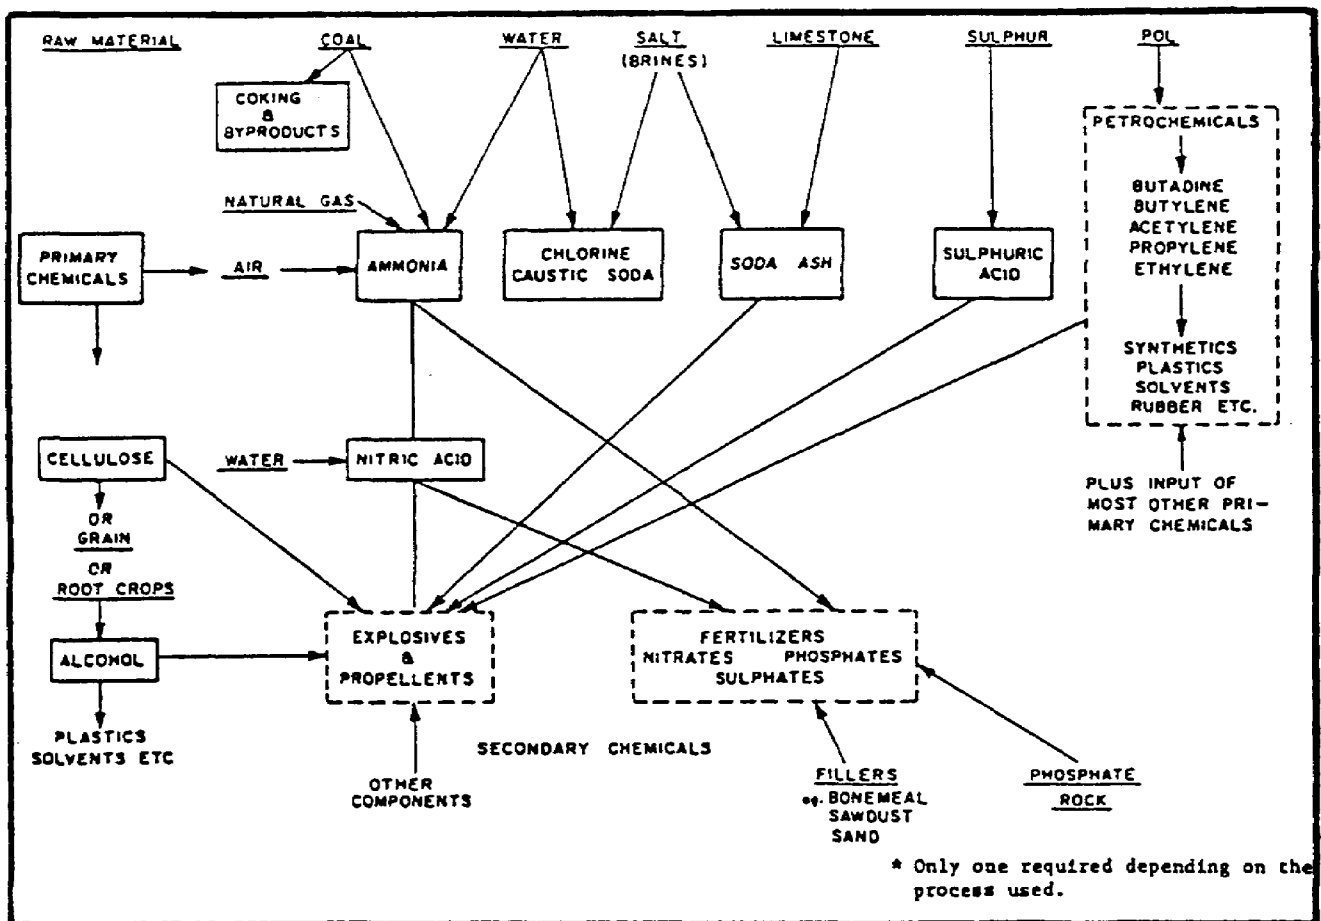 RAW MATERIAL
COAL
WATER
SALT
(BRINES)
LIMESTONE
SULPHUR
POL
COKING
&
BYPRODUCTS
PETROCHEMICALS
BUTADINE
BUTYLENE
ACETYLENE
PROPYLENE
ETHYLENE
SYNTHETICS
PLASTICS
SOLVENTS
RUBBER ETC.
NATURAL GAS
PRIMARY
CHEMICALS
AIR
AMMONIA
CHLORINE
CAUSTIC SODA
SODA ASH
SULPHURIC
ACID
CELLULOSE
WATER
NITRIC ACID
PLUS INPUT OF
MOST OTHER PRI-
MARY CHEMICALS
OR
GRAIN
OR
ROOT CROPS
ALCOHOL
PLASTICS
SOLVENTS ETC
EXPLOSIVES
&
PROPELLENTS
FERTILIZERS
NITRATES PHOSPHATES
SULPHATES
SECONDARY CHEMICALS
OTHER
COMPONENTS
FILLERS
eg. BONEMEAL
SAWDUST
SAND
PHOSPHATE
ROCK
* Only one required depending on the
process used.